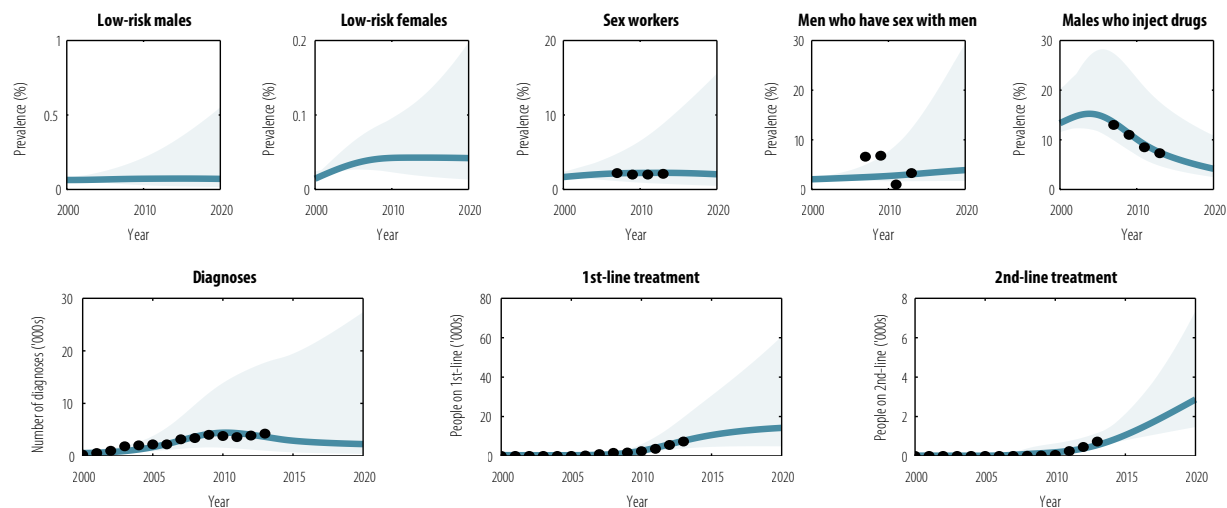 Low-risk males
Low-risk females
Sex workers
Men who have sex with men
Males who inject drugs
Prevalence (%)
1
0.5
0
2000 2010 2020
Year
Prevalence (%)
0.2
0.1
0
2000 2010 2020
Year
Prevalence (%)
20
10
0
2000 2010 2020
Year
Prevalence (%)
30
20
10
0
2000 2010 2020
Year
Prevalence (%)
30
20
10
0
2000 2010 2020
Year
Diagnoses
1st-line treatment
2nd-line treatment
Number of diagnoses ('000s)
30
20
10
0
2000 2005 2010 2015 2020
Year
People on 1st-line ('000s)
80
60
40
20
0
2000 2005 2010 2015 2020
Year
People on 2nd-line ('000s)
8
6
4
2
0
2000 2005 2010 2015 2020
Year